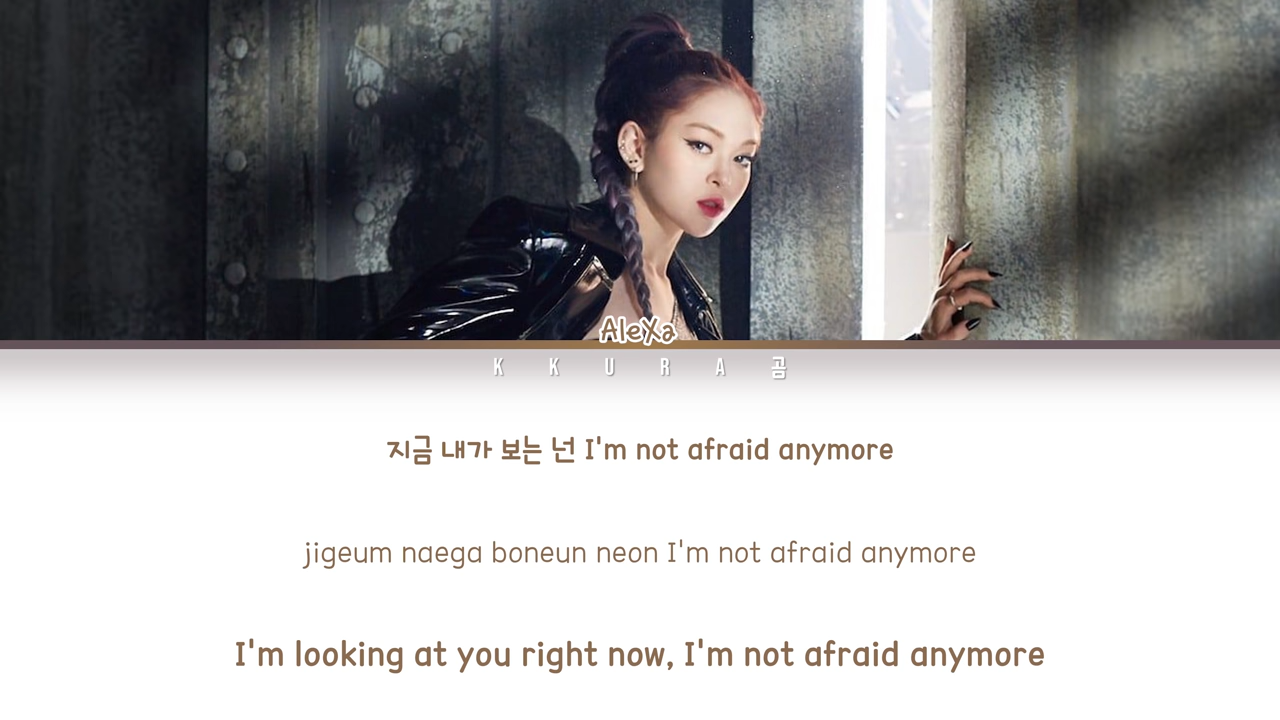 AleXa
K K U R A 곰
지금 내가 보는 넌 I'm not afraid anymore
jigeum naega boneun neon I'm not afraid anymore
I'm looking at you right now, I'm not afraid anymore